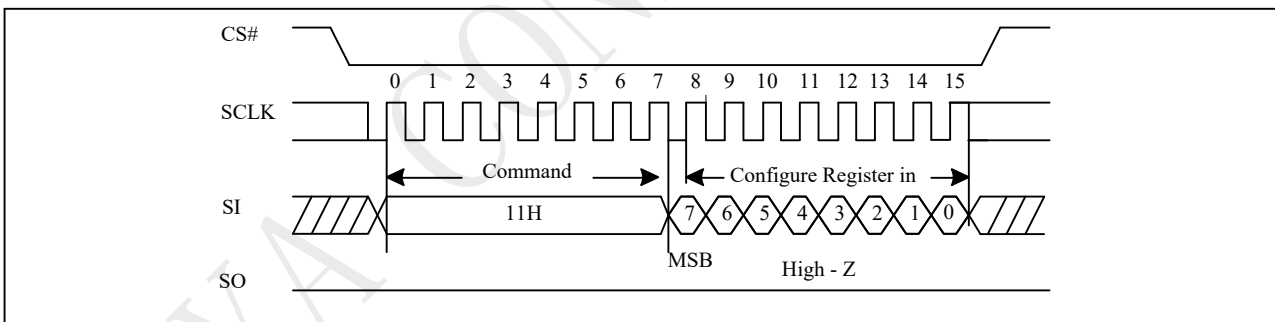 CS#
0 1 2 3 4 5 6 7 8 9 10 11 12 13 14 15
SCLK
Command Configure Register in
SI 11H 7 6 5 4 3 2 1 0
MSB High - Z
SO